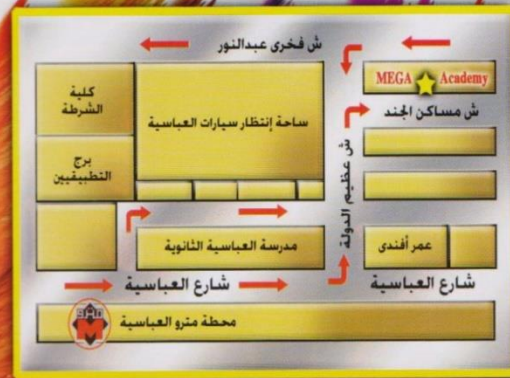 ش فخرى عبدالنور
MEGA Academy
كلية
الشرطة
ساحة إنتظار سيارات العباسية
ش مساكن الجند
برج
التطبيقيين
ش عظيم الدولة
مدرسة العباسية الثانوية
عمر أفندى
شارع العباسية
شارع العباسية
مترو
M
محطة مترو العباسية